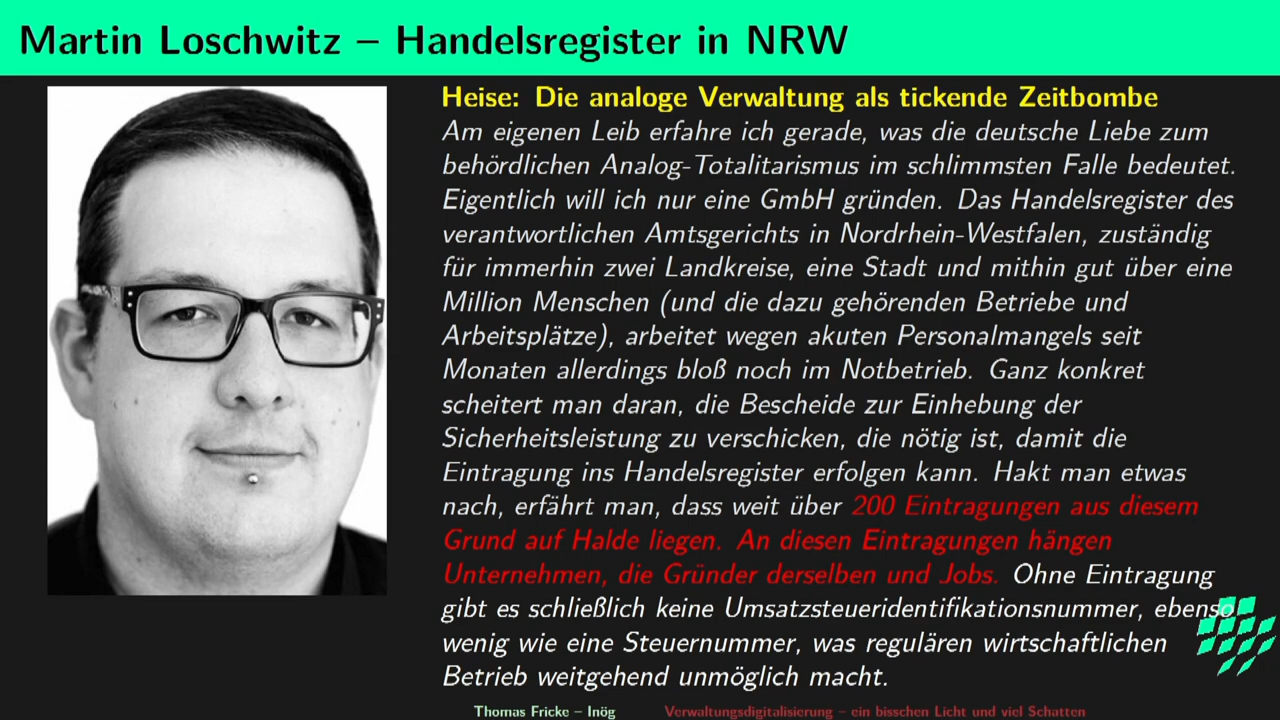 Martin Loschwitz – Handelsregister in NRW
Heise: Die analoge Verwaltung als tickende Zeitbombe
Am eigenen Leib erfahre ich gerade, was die deutsche Liebe zum
behördlichen Analog-Totalitarismus im schlimmsten Falle bedeutet.
Eigentlich will ich nur eine GmbH gründen. Das Handelsregister des
verantwortlichen Amtsgerichts in Nordrhein-Westfalen, zuständig
für immerhin zwei Landkreise, eine Stadt und mithin gut über eine
Million Menschen (und die dazu gehörenden Betriebe und
Arbeitsplätze), arbeitet wegen akuten Personalmangels seit
Monaten allerdings bloß noch im Notbetrieb. Ganz konkret
scheitert man daran, die Bescheide zur Einhebung der
Sicherheitsleistung zu verschicken, die nötig ist, damit die
Eintragung ins Handelsregister erfolgen kann. Hakt man etwas
nach, erfährt man, dass weit über 200 Eintragungen aus diesem
Grund auf Halde liegen. An diesen Eintragungen hängen
Unternehmen, die Gründer derselben und Jobs. Ohne Eintragung
gibt es schließlich keine Umsatzsteueridentifikationsnummer, ebenso
wenig wie eine Steuernummer, was regulären wirtschaftlichen
Betrieb weitgehend unmöglich macht.
Thomas Fricke – Inög Verwaltungsdigitalisierung – ein bisschen Licht und viel Schatten